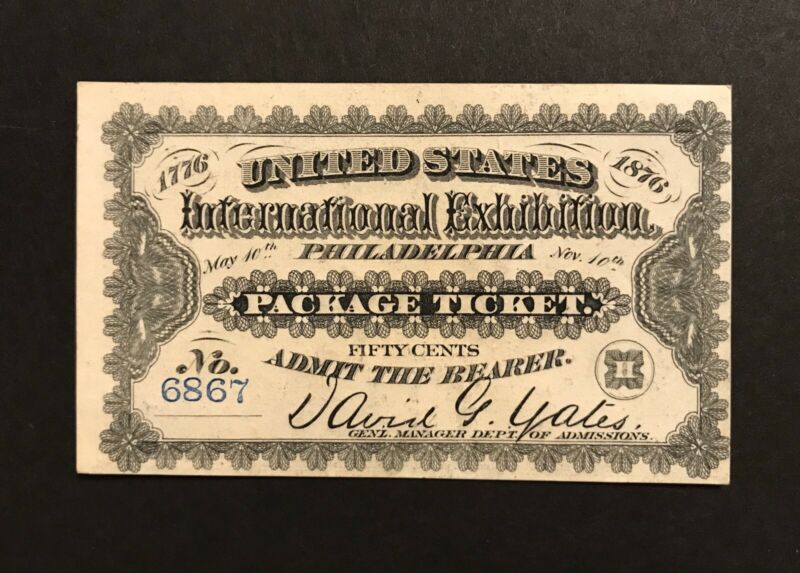 1776
UNITED STATES
1876
International Exhibition,
May 10th
PHILADELPHIA
Nov. 10th
PACKAGE TICKET.
FIFTY CENTS
No.
6867
ADMIT THE BEARER.
H
David G. Yates,
GENL. MANAGER DEPT. OF ADMISSIONS.